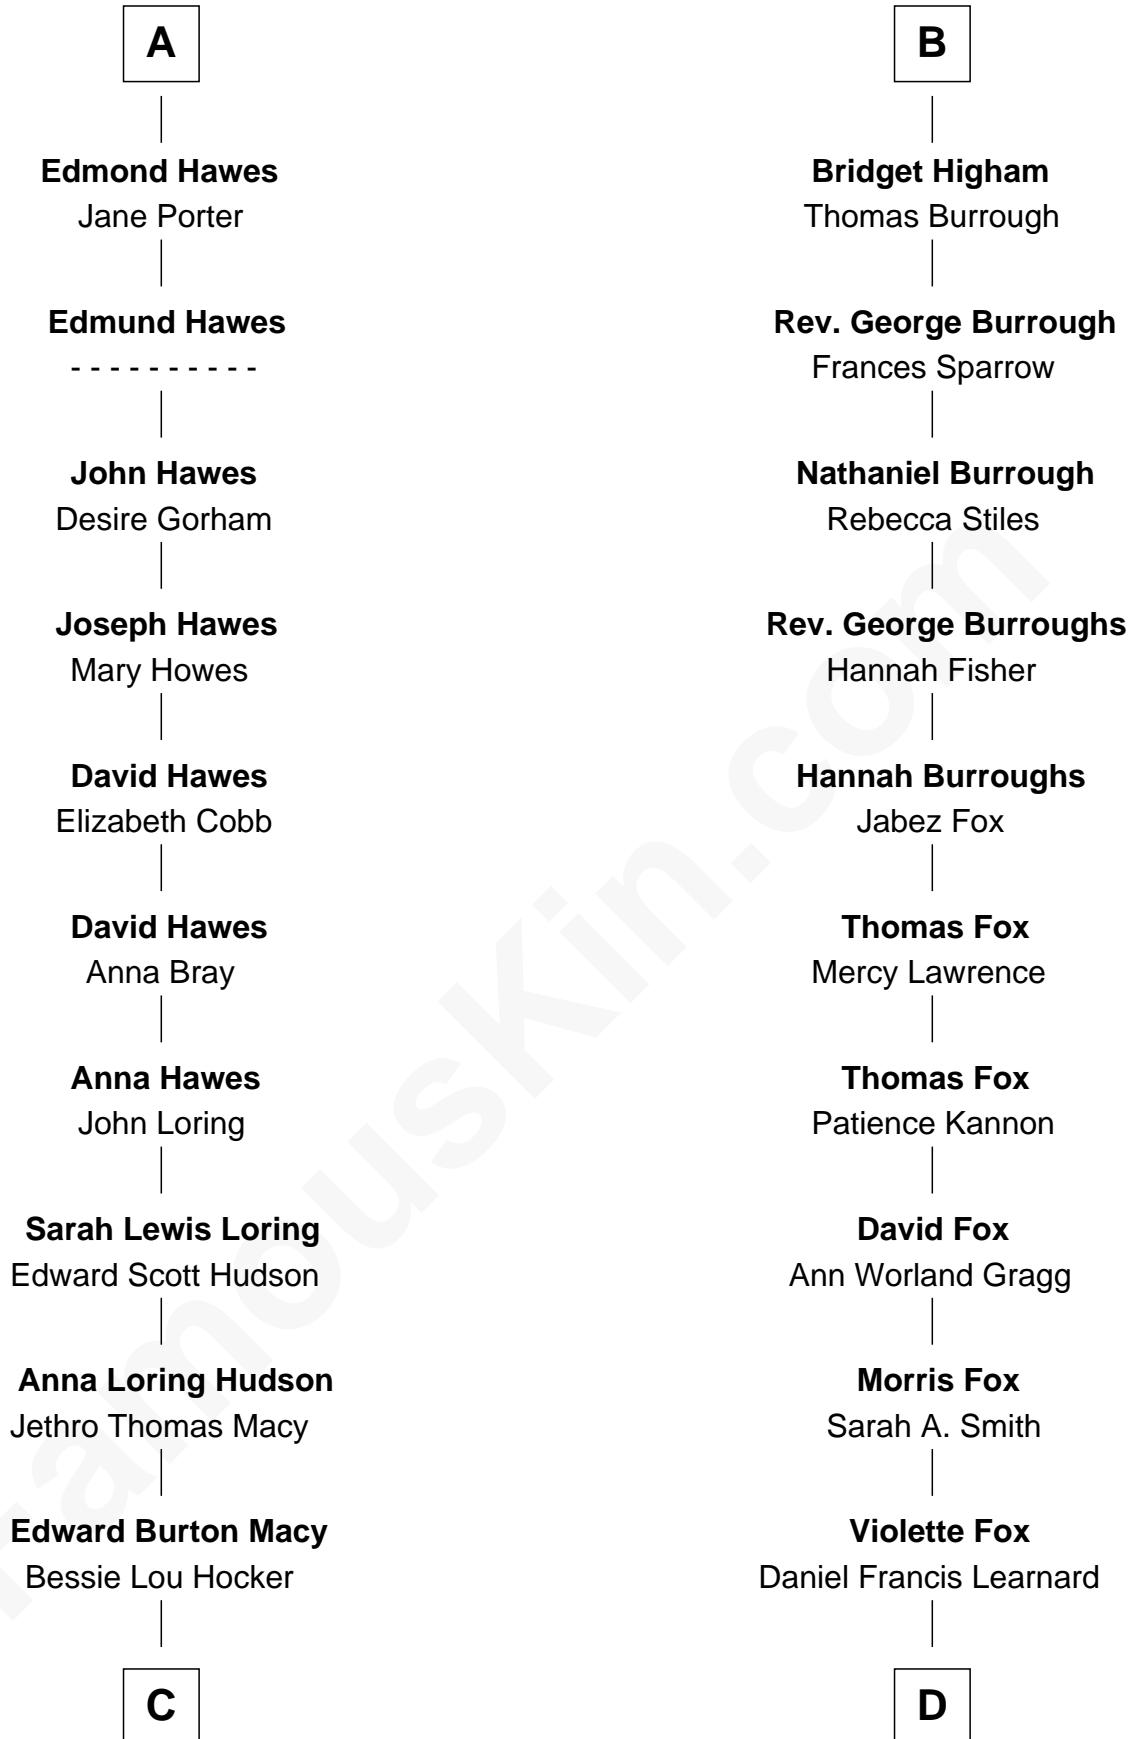 A
Edmond Hawes
Jane Porter
Edmund Hawes
- - - - - - - - - -
John Hawes
Desire Gorham
Joseph Hawes
Mary Howes
David Hawes
Elizabeth Cobb
David Hawes
Anna Bray
Anna Hawes
John Loring
Sarah Lewis Loring
Edward Scott Hudson
Anna Loring Hudson
Jethro Thomas Macy
Edward Burton Macy
Bessie Lou Hocker
C
B
Bridget Higham
Thomas Burrough
Rev. George Burrough
Frances Sparrow
Nathaniel Burrough
Rebecca Stiles
Rev. George Burroughs
Hannah Fisher
Hannah Burroughs
Jabez Fox
Thomas Fox
Mercy Lawrence
Thomas Fox
Patience Kannon
David Fox
Ann Worland Gragg
Morris Fox
Sarah A. Smith
Violette Fox
Daniel Francis Learnard
D
FamousKin.com